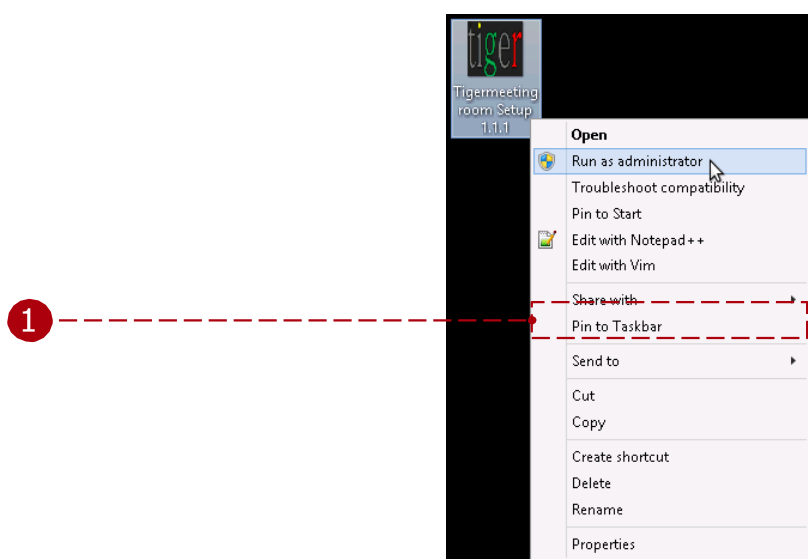 tiger
Tigermeeting
room Setup
1.1.1
Open
Run as administrator
Troubleshoot compatibility
Pin to Start
Edit with Notepad++
Edit with Vim
Share with
1
Pin to Taskbar
Send to
Cut
Copy
Create shortcut
Delete
Rename
Properties